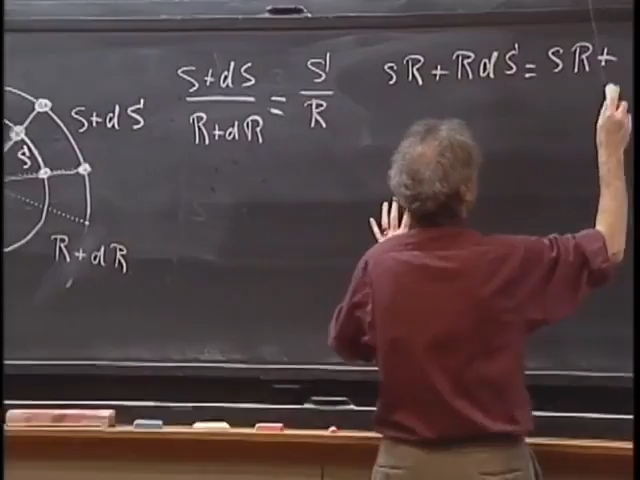 S+dS
S
R+dR
S+dS / R+dR = S / R
SR+RdS=SR+